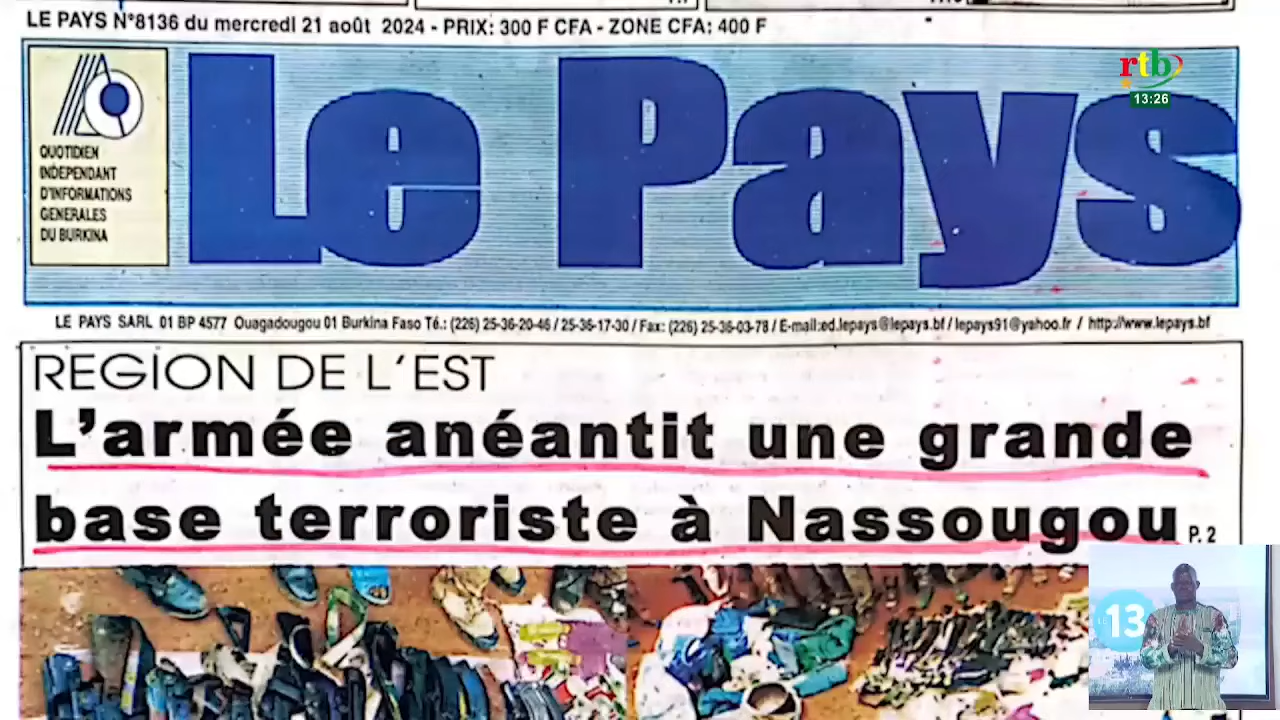 LE PAYS N°8136 du mercredi 21 août 2024 - PRIX: 300 F CFA - ZONE CFA: 400 F
rtb
13:26
Le Pays
QUOTIDIEN
INDEPENDANT
D'INFORMATIONS
GENERALES
DU BURKINA
LE PAYS SARL 01 BP 4577 Ouagadougou 01 Burkina Faso Té.: (226) 25-36-20-46 / 25-36-17-30 / Fax: (226) 25-36-03-78 / E-mail:ed.lepays@lepays.bf / lepays91@yahoo.fr / http://www.lepays.bf
REGION DE L'EST
L'armée anéantit une grande
base terroriste à Nassougou P. 2
13